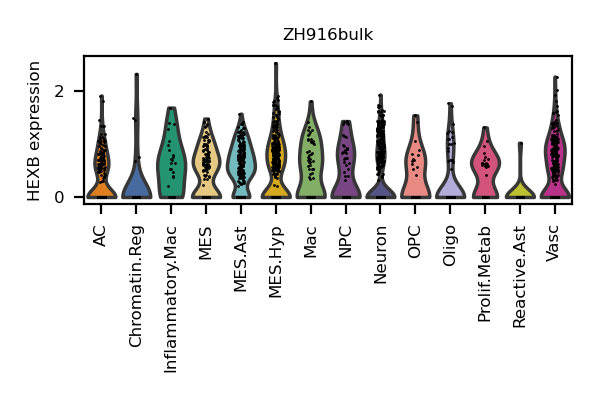 ZH916bulk
HEXB expression
2
0
AC
Chromatin.Reg
Inflammatory.Mac
MES
MES.Ast
MES.Hyp
Mac
NPC
Neuron
OPC
Oligo
Prolif.Metab
Reactive.Ast
Vasc